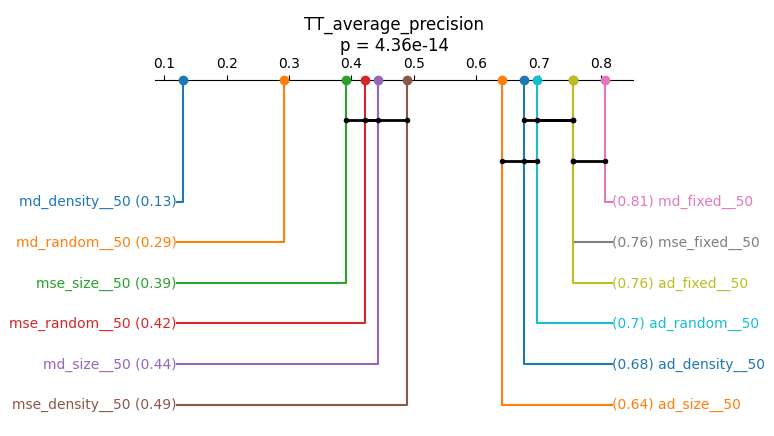 TT_average_precision
p = 4.36e-14
0.1 0.2 0.3 0.4 0.5 0.6 0.7 0.8
md_density__50 (0.13)
(0.81) md_fixed__50
md_random__50 (0.29)
(0.76) mse_fixed__50
mse_size__50 (0.39)
(0.76) ad_fixed__50
mse_random__50 (0.42)
(0.7) ad_random__50
md_size__50 (0.44)
(0.68) ad_density__50
mse_density__50 (0.49)
(0.64) ad_size__50